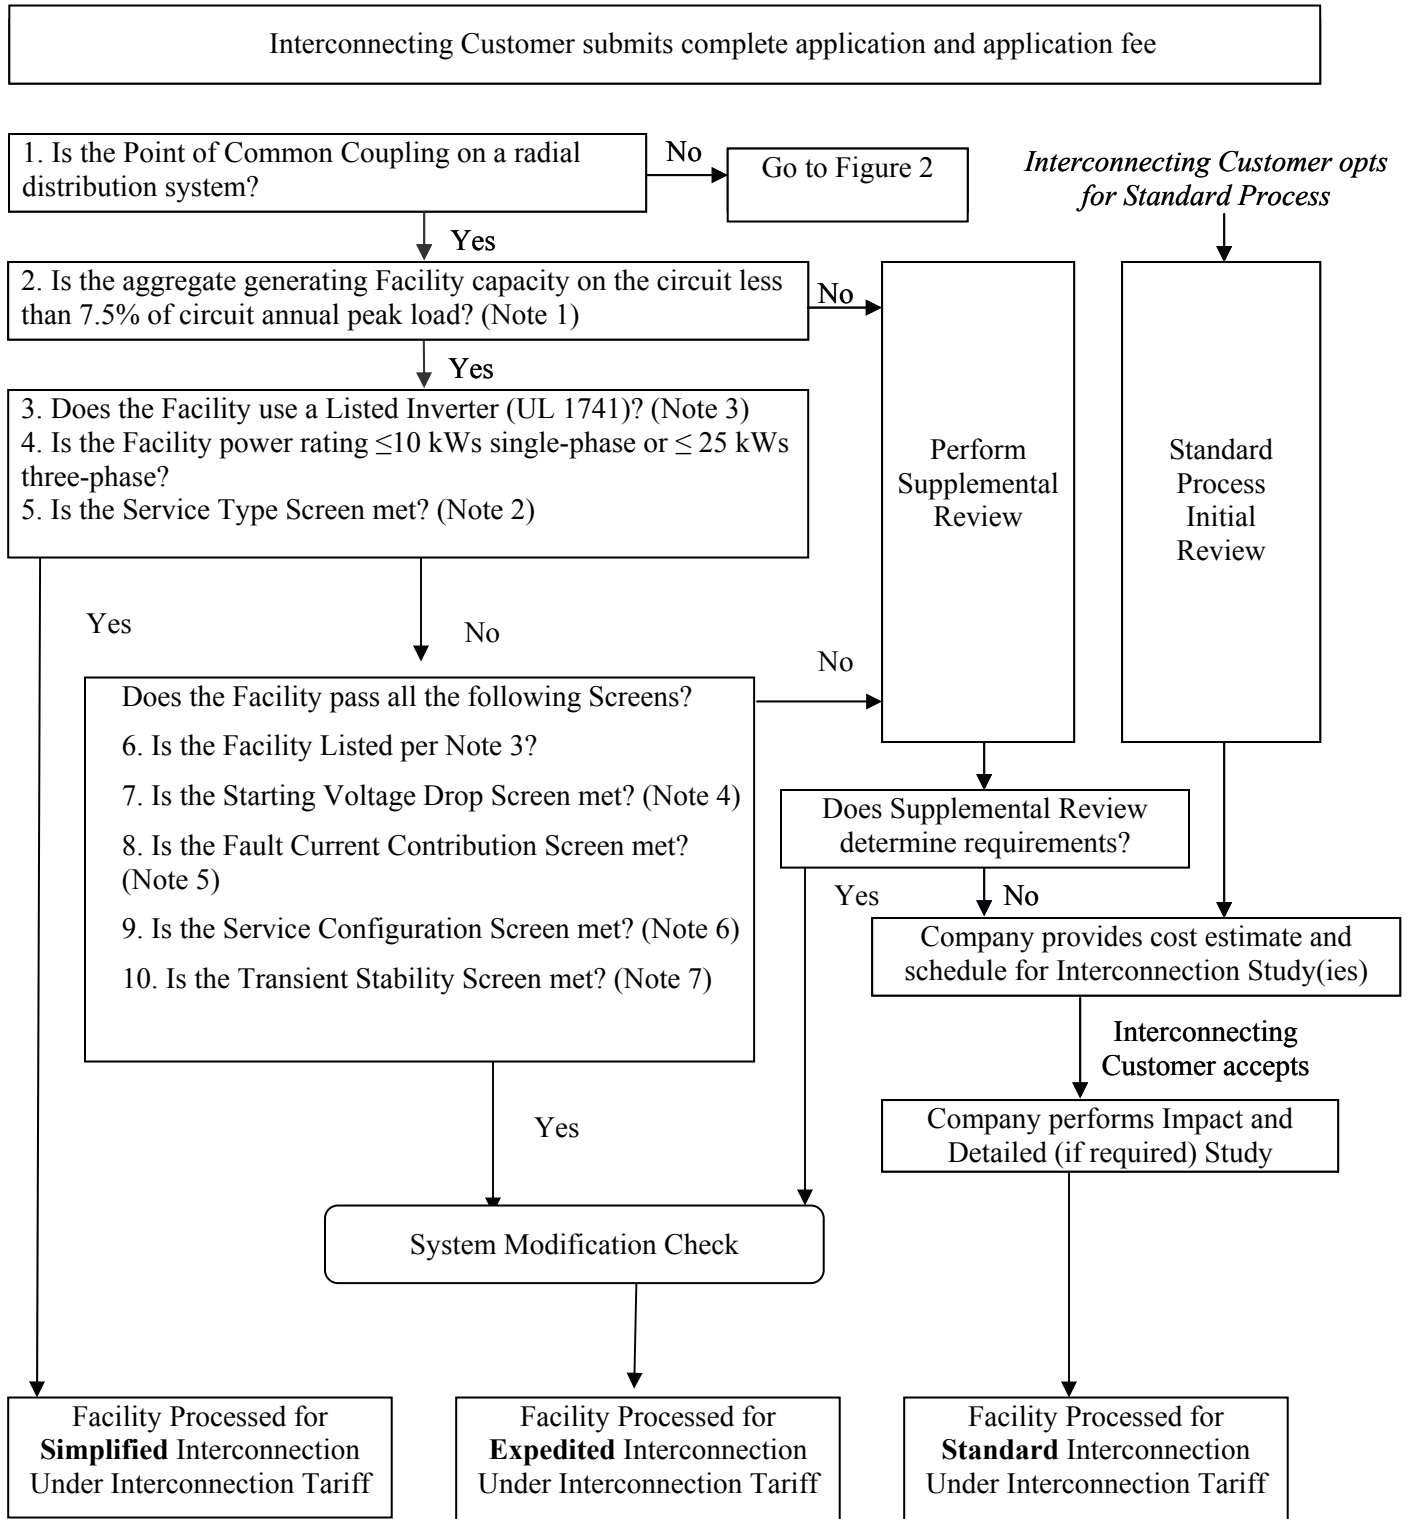 Interconnecting Customer submits complete application and application fee
1. Is the Point of Common Coupling on a radial
distribution system?
No
Go to Figure 2
Interconnecting Customer opts
for Standard Process
Yes
2. Is the aggregate generating Facility capacity on the circuit less
than 7.5% of circuit annual peak load? (Note 1)
No
Yes
3. Does the Facility use a Listed Inverter (UL 1741)? (Note 3)
4. Is the Facility power rating ≤10 kWs single-phase or ≤ 25 kWs
three-phase?
5. Is the Service Type Screen met? (Note 2)
Perform
Supplemental
Review
Standard
Process
Initial
Review
Yes
No
No
Does the Facility pass all the following Screens?
6. Is the Facility Listed per Note 3?
7. Is the Starting Voltage Drop Screen met? (Note 4)
8. Is the Fault Current Contribution Screen met?
(Note 5)
9. Is the Service Configuration Screen met? (Note 6)
10. Is the Transient Stability Screen met? (Note 7)
Does Supplemental Review
determine requirements?
Yes
No
Company provides cost estimate and
schedule for Interconnection Study(ies)
Interconnecting
Customer accepts
Company performs Impact and
Detailed (if required) Study
Yes
System Modification Check
Facility Processed for
Simplified Interconnection
Under Interconnection Tariff
Facility Processed for
Expedited Interconnection
Under Interconnection Tariff
Facility Processed for
Standard Interconnection
Under Interconnection Tariff